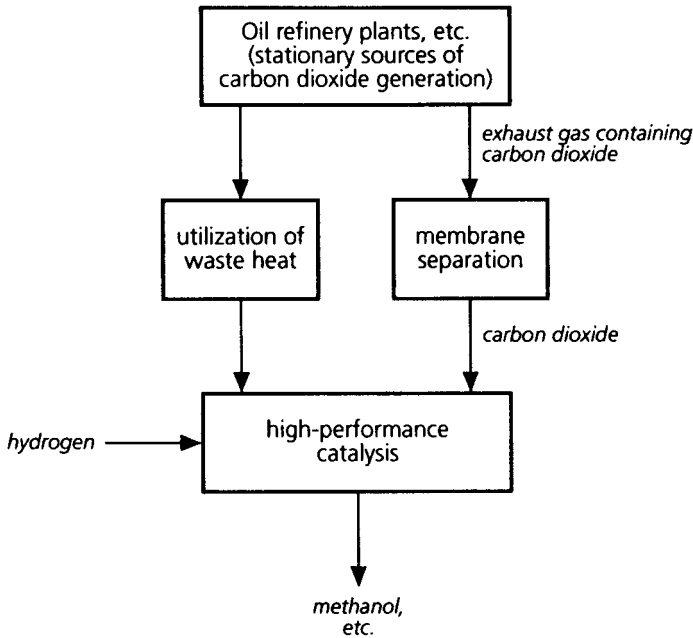 Oil refinery plants, etc.
(stationary sources of
carbon dioxide generation)
exhaust gas containing
carbon dioxide
utilization of
waste heat
membrane
separation
carbon dioxide
hydrogen
high-performance
catalysis
methanol,
etc.